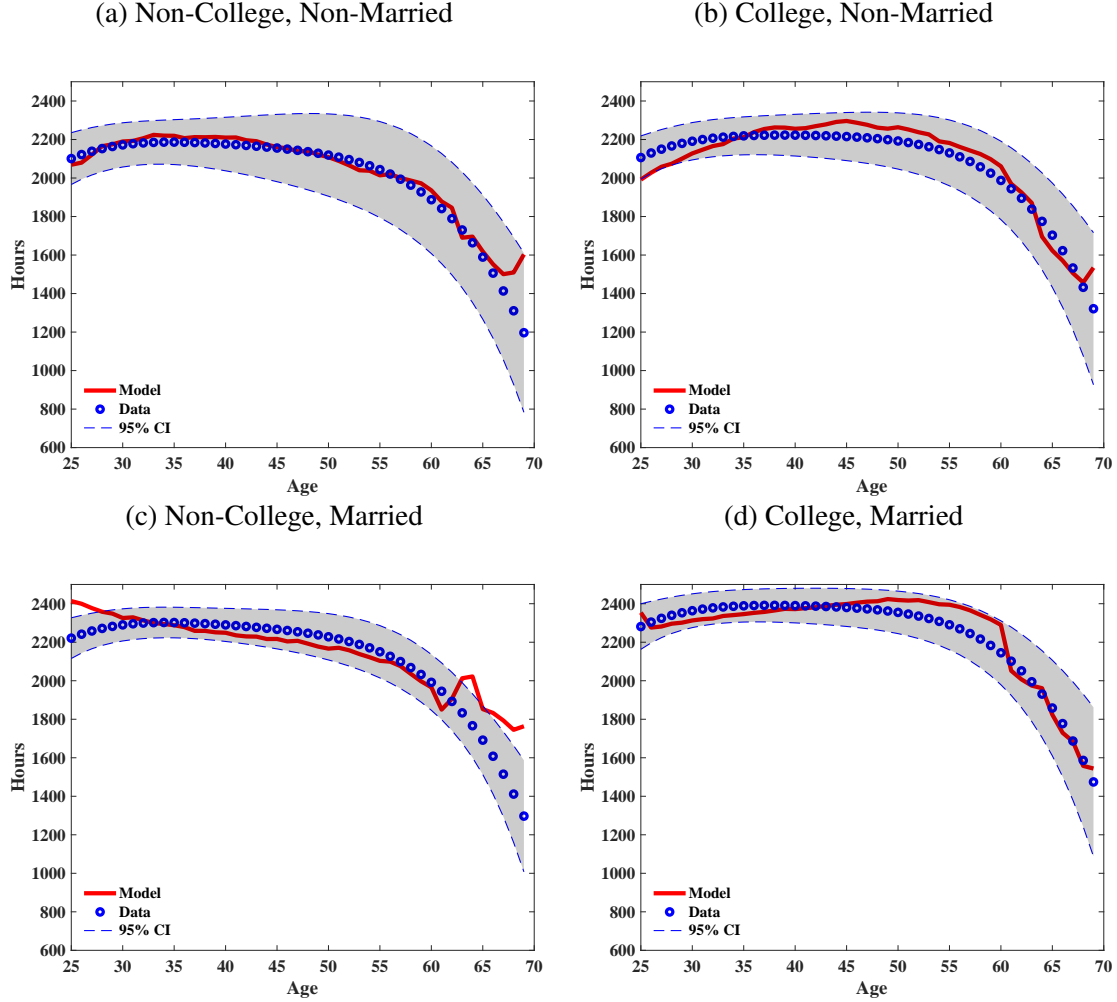 (a) Non-College, Non-Married
(b) College, Non-Married
2400
2200
2000
1800
1600
1400
1200
1000
800
600
Hours
Model
Data
95% CI
25 30 35 40 45 50 55 60 65 70
Age
2400
2200
2000
1800
1600
1400
1200
1000
800
600
Hours
Model
Data
95% CI
25 30 35 40 45 50 55 60 65 70
Age
(c) Non-College, Married
(d) College, Married
2400
2200
2000
1800
1600
1400
1200
1000
800
600
Hours
Model
Data
95% CI
25 30 35 40 45 50 55 60 65 70
Age
2400
2200
2000
1800
1600
1400
1200
1000
800
600
Hours
Model
Data
95% CI
25 30 35 40 45 50 55 60 65 70
Age